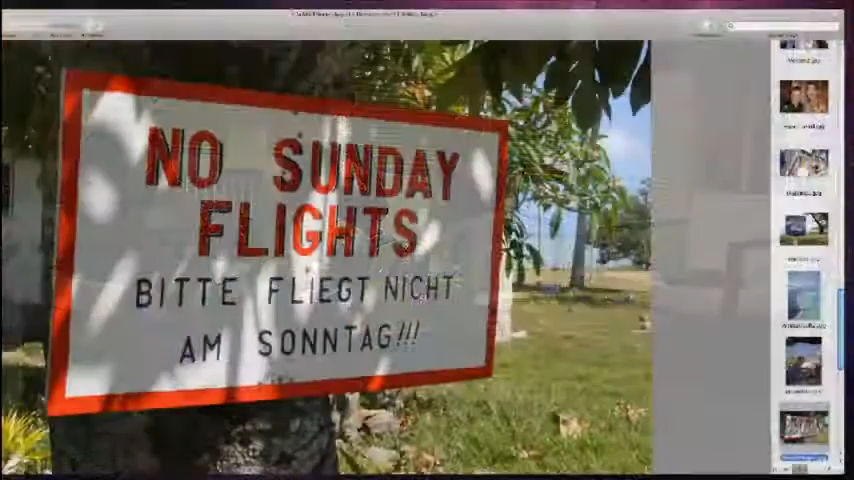 NO SUNDAY
FLIGHTS
BITTE FLIEGT NICHT
AM SONNTAG!!!